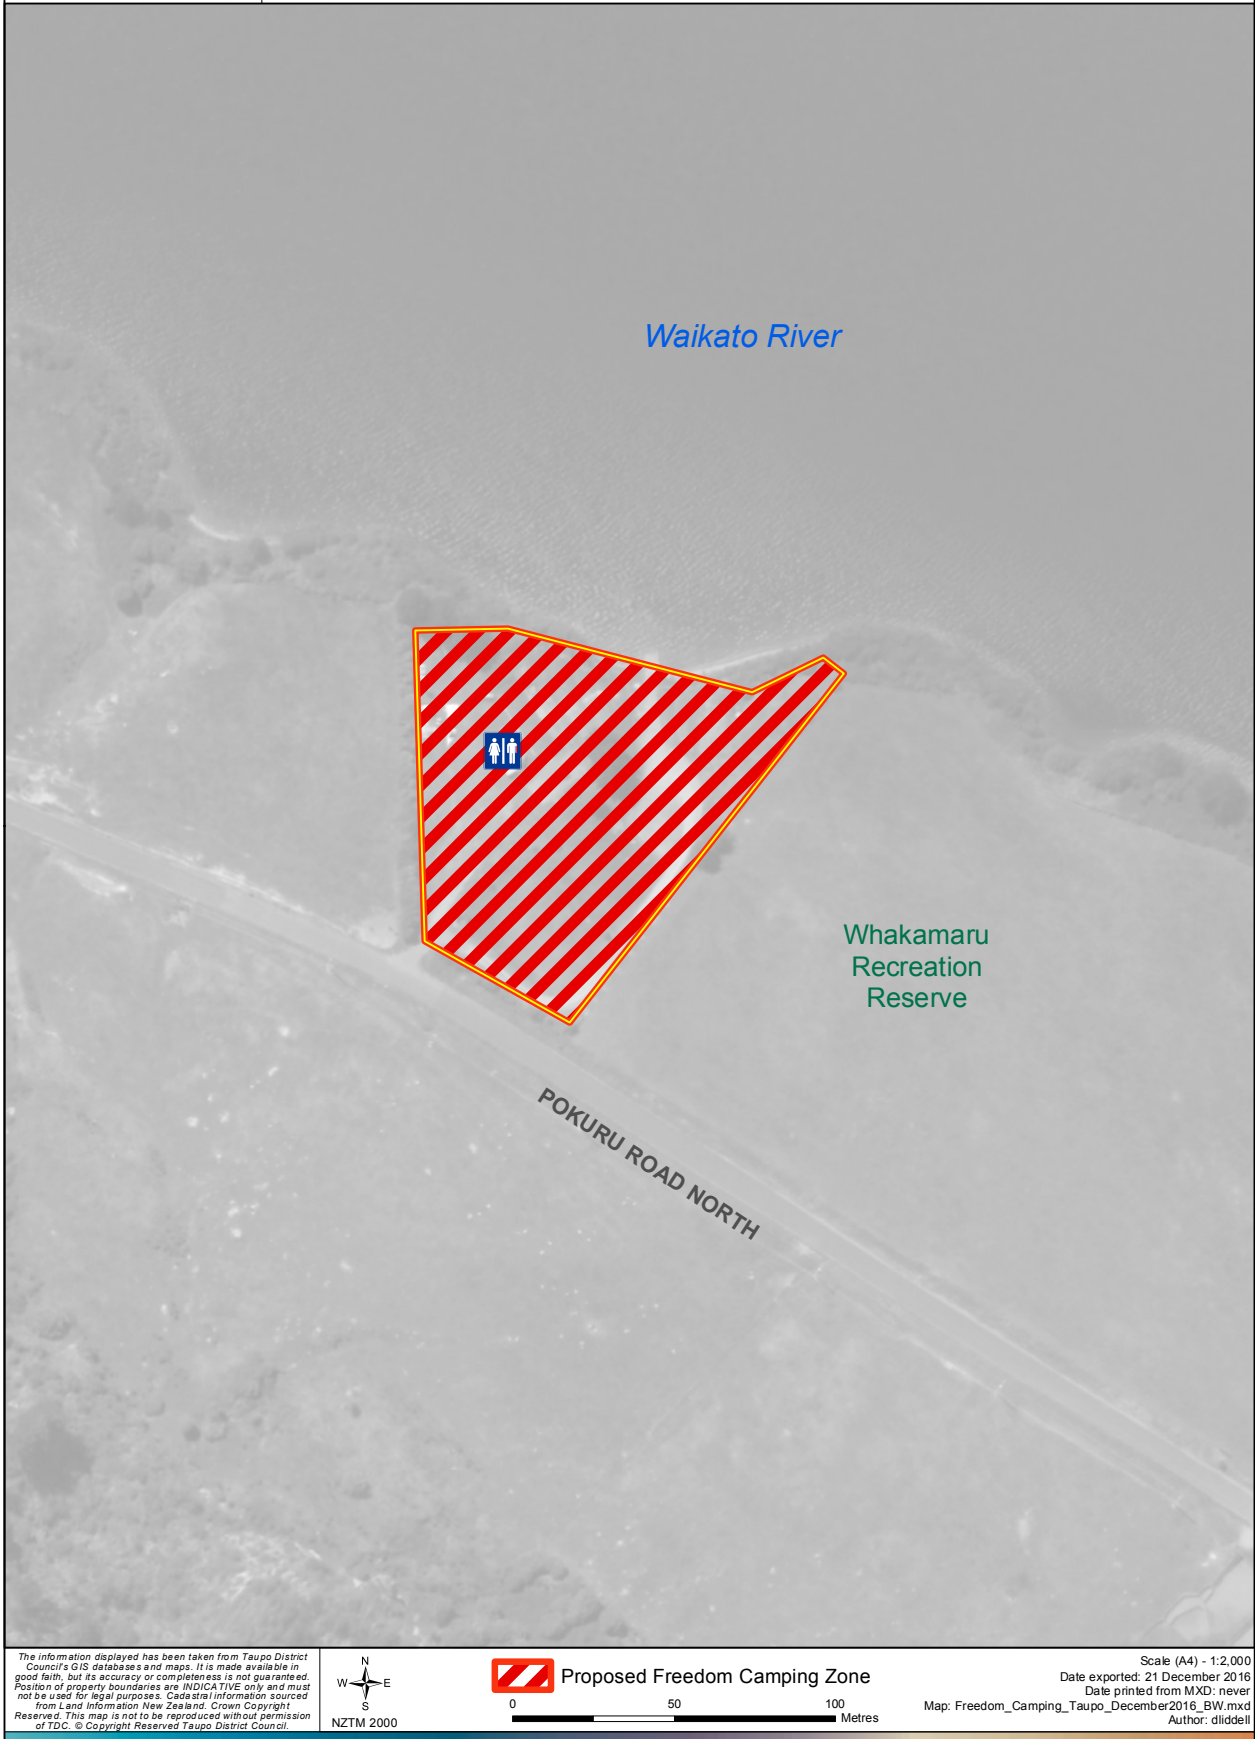 Waikato River
Whakamaru
Recreation
Reserve
POKURU ROAD NORTH
The information displayed has been taken from Taupo District
Council's GIS databases and maps. It is made available in
good faith, but its accuracy or completeness is not guaranteed.
Position of property boundaries are INDICATIVE only and must
not be used for legal purposes. Cadastral information sourced
from Land Information New Zealand. Crown Copyright
Reserved. This map is not to be reproduced without permission
of TDC. © Copyright Reserved Taupo District Council.
N
W E
S
NZTM 2000
Proposed Freedom Camping Zone
0 50 100
Metres
Scale (A4) - 1:2,000
Date exported: 21 December 2016
Date printed from MXD: never
Map: Freedom_Camping_Taupo_December2016_BW.mxd
Author: dliddell